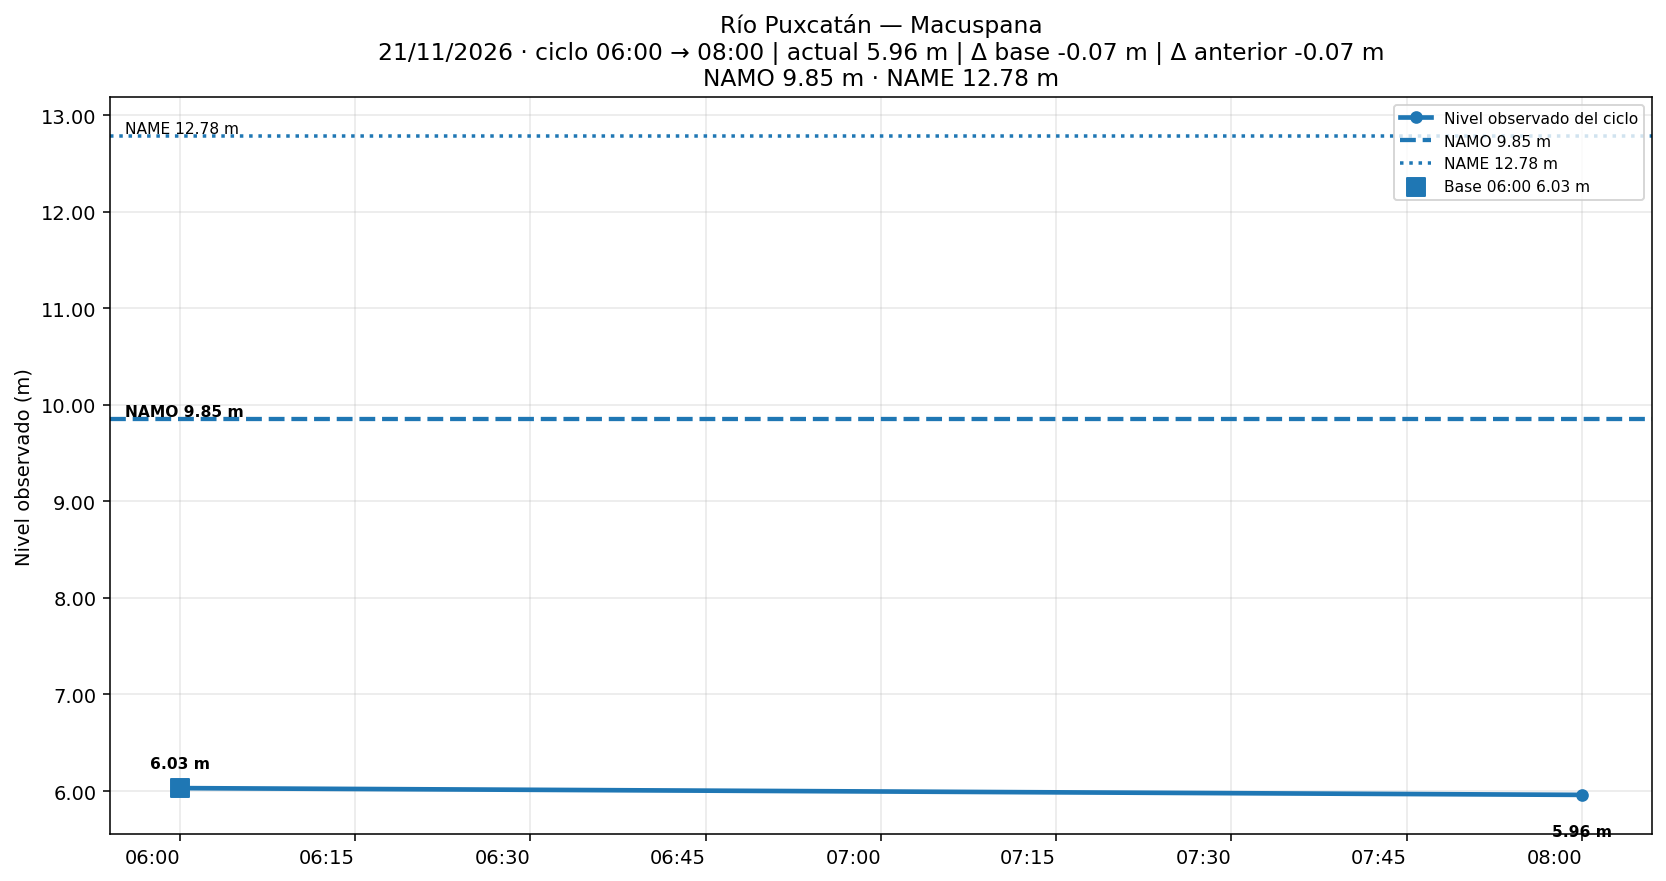 Río Puxcatán — Macuspana
21/11/2026 · ciclo 06:00 → 08:00 | actual 5.96 m | Δ base -0.07 m | Δ anterior -0.07 m
NAMO 9.85 m · NAME 12.78 m
Nivel observado (m)
13.00
12.00
11.00
10.00
9.00
8.00
7.00
6.00
NAME 12.78 m
NAMO 9.85 m
6.03 m
5.96 m
Nivel observado del ciclo
NAMO 9.85 m
NAME 12.78 m
Base 06:00 6.03 m
06:00
06:15
06:30
06:45
07:00
07:15
07:30
07:45
08:00